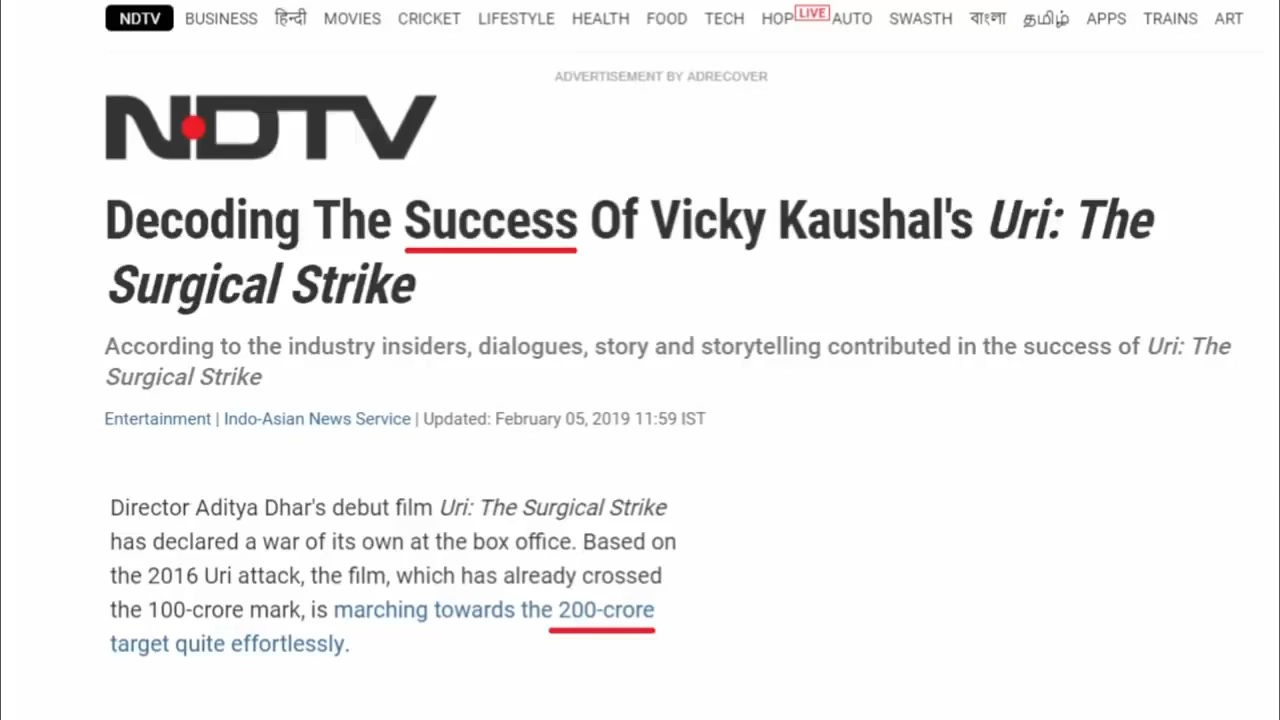 NDTV BUSINESS हिन्दी MOVIES CRICKET LIFESTYLE HEALTH FOOD TECH HOP LIVE AUTO SWASTH বাংলা தமிழ் APPS TRAINS ART
ADVERTISEMENT BY ADRECOVER
NDTV
Decoding The Success Of Vicky Kaushal's Uri: The
Surgical Strike
According to the industry insiders, dialogues, story and storytelling contributed in the success of Uri: The
Surgical Strike
Entertainment | Indo-Asian News Service | Updated: February 05, 2019 11:59 IST
Director Aditya Dhar's debut film Uri: The Surgical Strike
has declared a war of its own at the box office. Based on
the 2016 Uri attack, the film, which has already crossed
the 100-crore mark, is marching towards the 200-crore
target quite effortlessly.